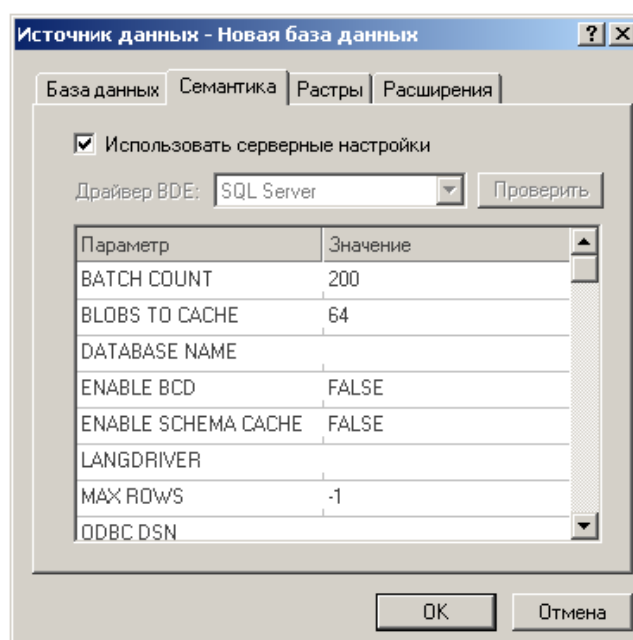 Источник данных - Новая база данных
База данных Семантика Растры Расширения
Использовать серверные настройки
Драйвер BDE: SQL Server Проверить
Параметр Значение
BATCH COUNT 200
BLOBS TO CACHE 64
DATABASE NAME
ENABLE BCD FALSE
ENABLE SCHEMA CACHE FALSE
LANGDRIVER
MAX ROWS -1
ODBC DSN
OK Отмена